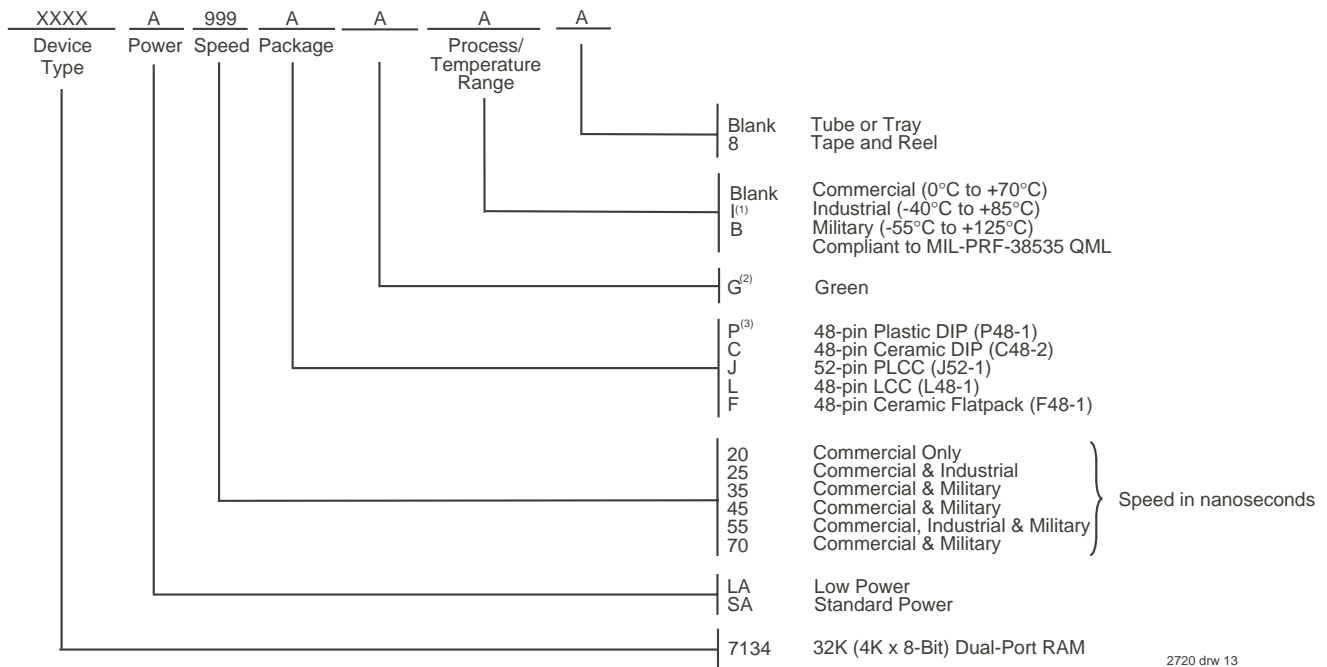 XXXX A 999 A A A A
Device Type Power Speed Package Process/ Temperature Range
Blank Tube or Tray
8 Tape and Reel
Blank Commercial (0°C to +70°C)
I(1) Industrial (-40°C to +85°C)
B Military (-55°C to +125°C)
Compliant to MIL-PRF-38535 QML
G(2) Green
P(3) 48-pin Plastic DIP (P48-1)
C 48-pin Ceramic DIP (C48-2)
J 52-pin PLCC (J52-1)
L 48-pin LCC (L48-1)
F 48-pin Ceramic Flatpack (F48-1)
20 Commercial Only
25 Commercial & Industrial
35 Commercial & Military
45 Commercial & Military
55 Commercial, Industrial & Military
70 Commercial & Military
Speed in nanoseconds
LA Low Power
SA Standard Power
7134 32K (4K x 8-Bit) Dual-Port RAM
2720 drw 13